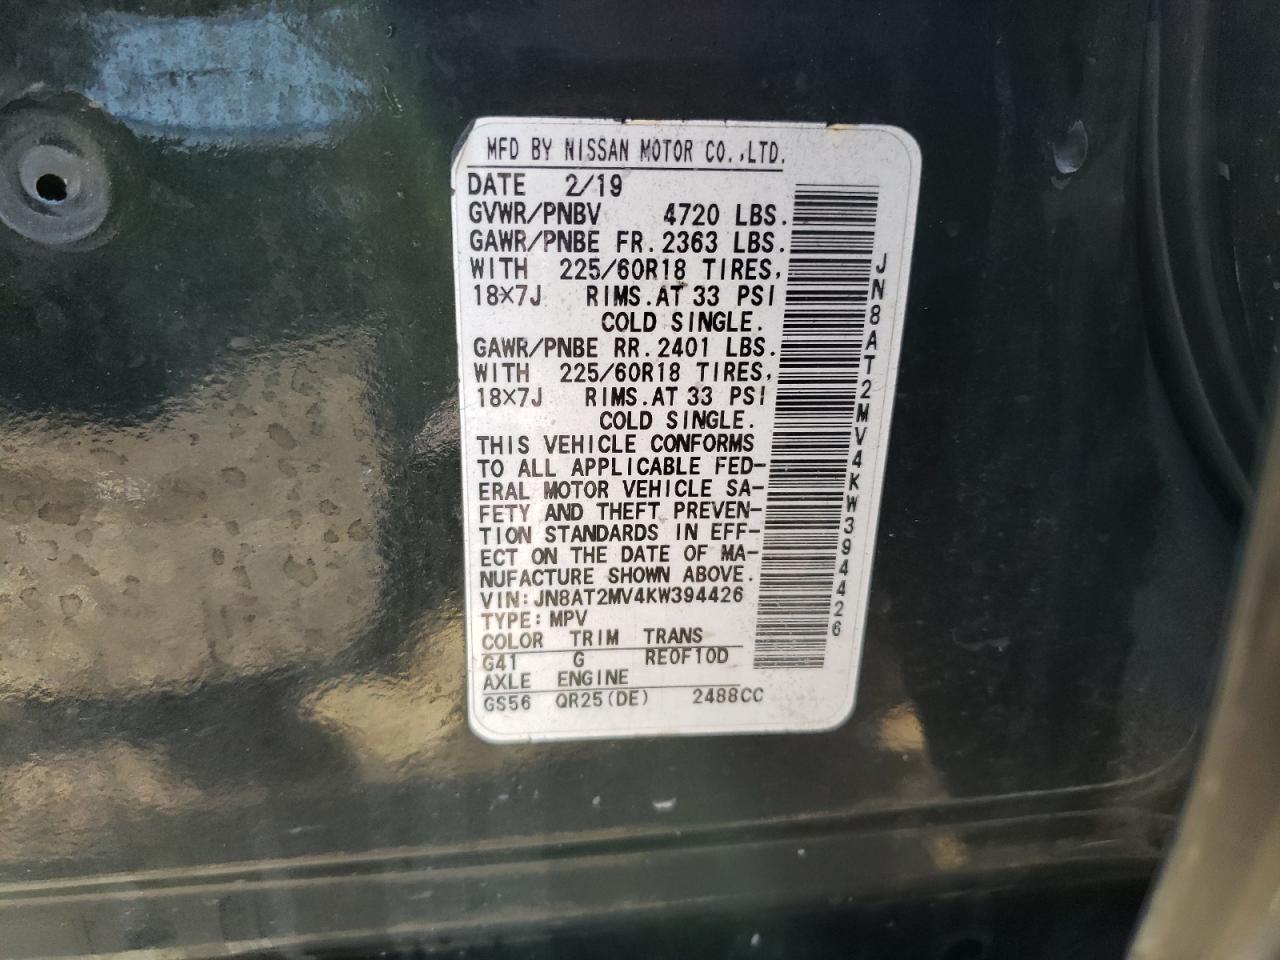 MFD BY NISSAN MOTOR CO.,LTD.
DATE 2/19
GVWR/PNBV 4720 LBS.
GAWR/PNBE FR. 2363 LBS.
WITH 225/60R18 TIRES,
18×7J RIMS. AT 33 PSI
COLD SINGLE.
GAWR/PNBE RR. 2401 LBS.
WITH 225/60R18 TIRES,
18×7J RIMS. AT 33 PSI
COLD SINGLE.
THIS VEHICLE CONFORMS
TO ALL APPLICABLE FED-
ERAL MOTOR VEHICLE SA-
FETY AND THEFT PREVEN-
TION STANDARDS IN EFF-
ECT ON THE DATE OF MA-
NUFACTURE SHOWN ABOVE.
VIN: JN8AT2MV4KW394426
TYPE: MPV
COLOR TRIM TRANS
G41 G RE0F10D
AXLE ENGINE
GS56 QR25(DE) 2488CC
JN8AT2MV4KW394426